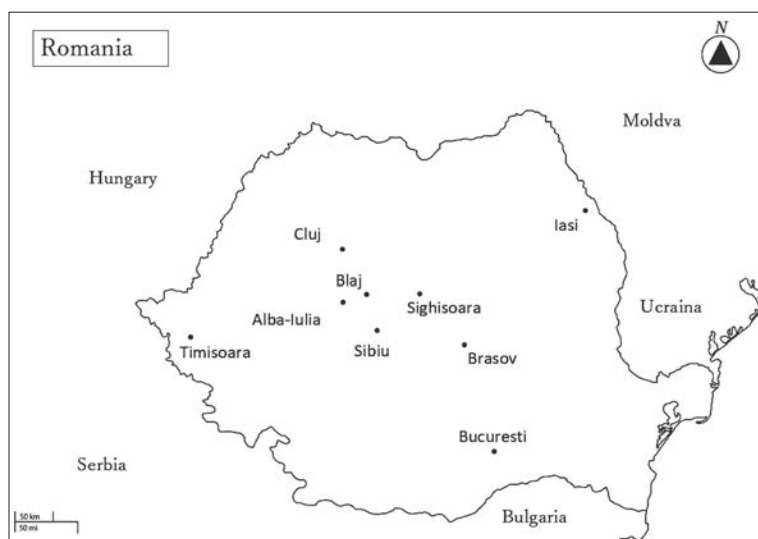 Romania
N
Moldva
Hungary
Iasi
Cluj
Blaj
Sighisoara
Alba-Iulia
Ucraina
Timisoara
Sibiu
Brasov
Bucuresti
Serbia
Bulgaria
50 km
50 mi